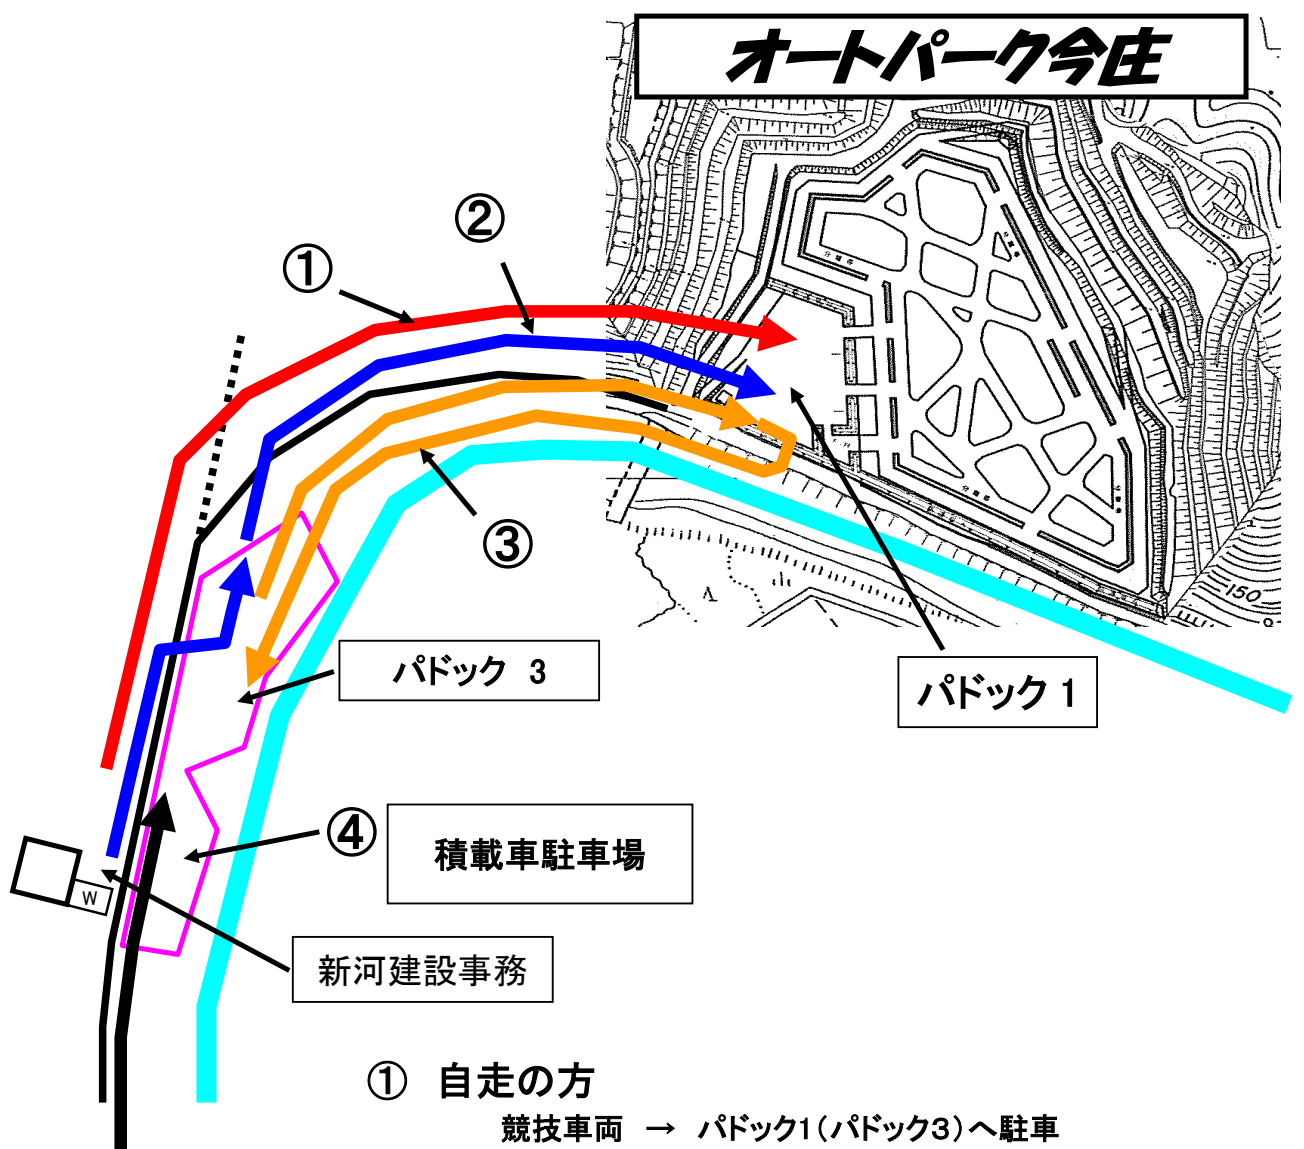 オートパーク今庄
②
①
③
パドック 3
パドック 1
④
積載車駐車場
W
新河建設事務
150
① 自走の方
競技車両 → パドック1(パドック3)へ駐車